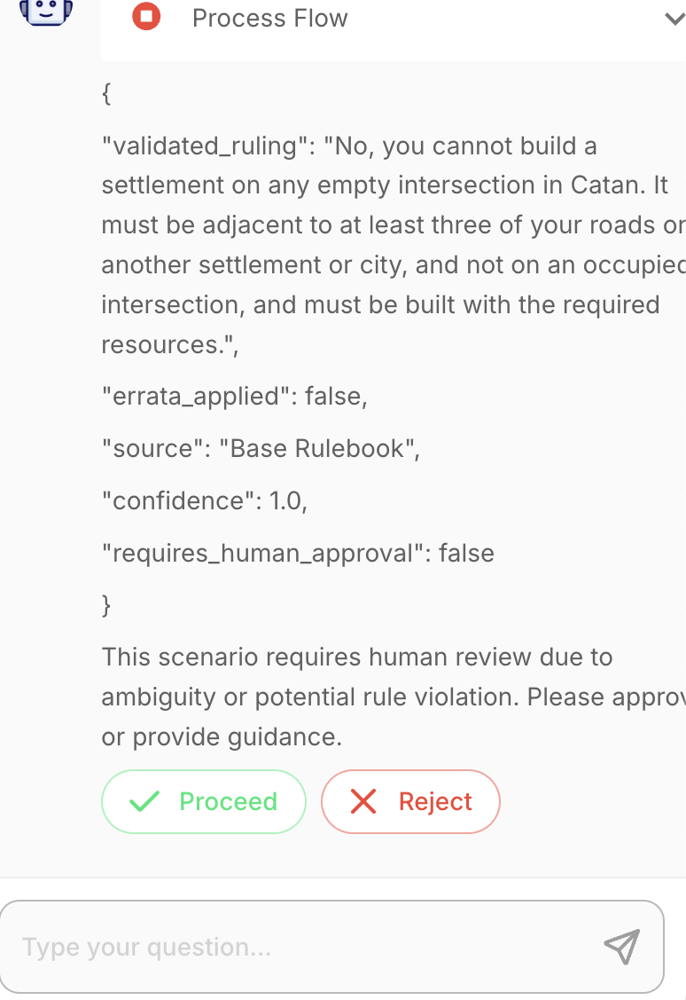 Process Flow
{
"validated_ruling": "No, you cannot build a
settlement on any empty intersection in Catan. It
must be adjacent to at least three of your roads or
another settlement or city, and not on an occupied
intersection, and must be built with the required
resources.",
"errata_applied": false,
"source": "Base Rulebook",
"confidence": 1.0,
"requires_human_approval": false
}
This scenario requires human review due to
ambiguity or potential rule violation. Please approv
or provide guidance.
Proceed
Reject
Type your question...